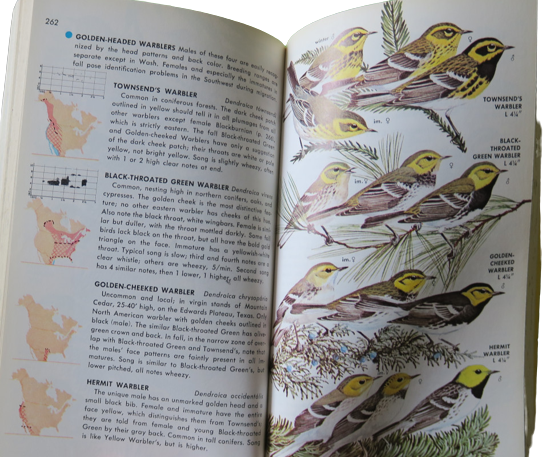 262
GOLDEN-HEADED WARBLERS Males of these four are easily recog-
nized by the head patterns and back color. Breeding ranges are
separate except in Wash. Females and especially the immatures in
fall pose identification problems in the Southwest during migration.
TOWNSEND'S WARBLER Dendroica townsendi
Common in coniferous forests. The dark cheek patch
outlined in yellow should tell it in all plumages from all
other warblers except female Blackburnian (p. 266),
which is strictly eastern. The fall Black-throated Green
and Golden-cheeked Warblers have only a suggestion
of the dark cheek patch; their throats are white or pale
yellow, not bright yellow. Song is slightly wheezy, often
with 1 or 2 high clear notes at end.
BLACK-THROATED GREEN WARBLER Dendroica virens
Common, nesting high in northern conifers, oaks, and
cypresses. The golden cheek is the most distinctive fea-
ture; no other eastern warbler has cheeks of this color.
Also note the black throat, white wingbars. Female is simi-
lar but duller, with the throat mottled darkly. Some fall
birds lack black on the throat, but all have the bold gold
triangle on the face. Immature has a yellowish-white
throat. Typical song is slow; third and fourth notes are a
clear whistle; others are wheezy, 5/min. Second song
has 4 similar notes, then 1 lower, 1 higher, all wheezy.
GOLDEN-CHEEKED WARBLER Dendroica chrysoparia
Uncommon and local; in virgin stands of Mountain
Cedar, 25-40' high, on the Edwards Plateau, Texas. Only
North American warbler with golden cheeks outlined in
black (male). The similar Black-throated Green has olive-
green crown and back. In fall, in the narrow zone of over-
lap with Black-throated Green and Townsend's, note that
the males' face patterns are faintly present in all im-
matures. Song is similar to Black-throated Green's, but
lower pitched, all notes wheezy.
HERMIT WARBLER Dendroica occidentalis
The unique male has an unmarked golden head and a
small black bib. Female and immature have the entire
face yellow, which distinguishes them from Townsend's;
they are told from female and young Black-throated
Green by their gray back. Common in tall conifers. Song
is like Yellow Warbler's, but is higher.
winter ♂
♀
♂
im. ♀
TOWNSEND'S
WARBLER
L 4¼"
BLACK-
THROATED
GREEN WARBLER
L 4¼"
im. ♀
♀
♂
GOLDEN-
CHEEKED
WARBLER
L 4½"
im. ♀
♀
♂
HERMIT
WARBLER
L 4¼"
♀
♂